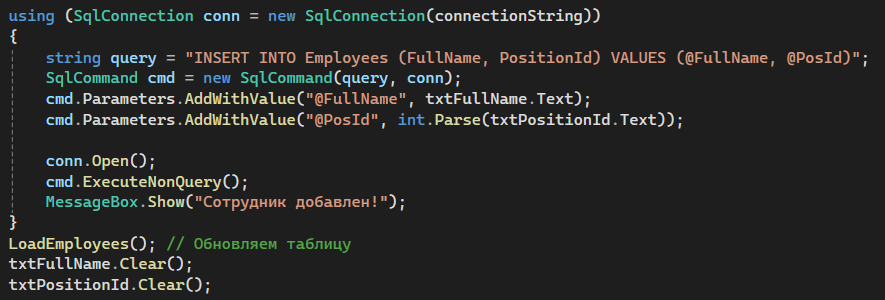 using (SqlConnection conn = new SqlConnection(connectionString))
{
    string query = "INSERT INTO Employees (FullName, PositionId) VALUES (@FullName, @PosId)";
    SqlCommand cmd = new SqlCommand(query, conn);
    cmd.Parameters.AddWithValue("@FullName", txtFullName.Text);
    cmd.Parameters.AddWithValue("@PosId", int.Parse(txtPositionId.Text));

    conn.Open();
    cmd.ExecuteNonQuery();
    MessageBox.Show("Сотрудник добавлен!");
}
LoadEmployees(); // Обновляем таблицу
txtFullName.Clear();
txtPositionId.Clear();